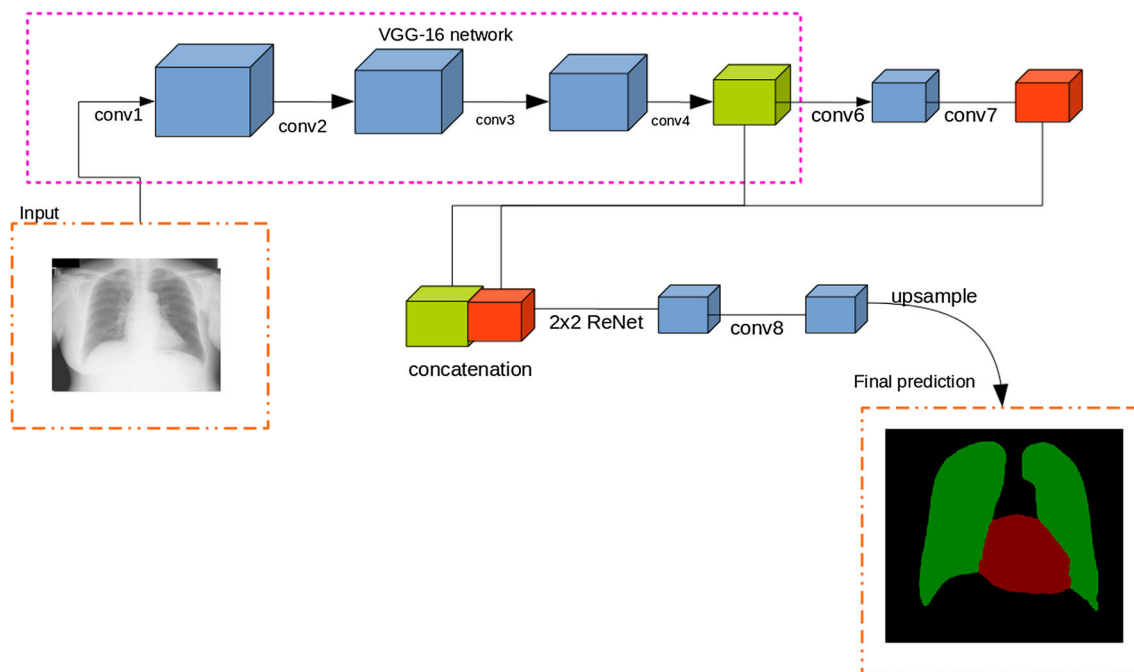 VGG-16 network
conv1
conv2
conv3
conv4
conv6
conv7
Input
2x2 ReNet
conv8
upsample
concatenation
Final prediction